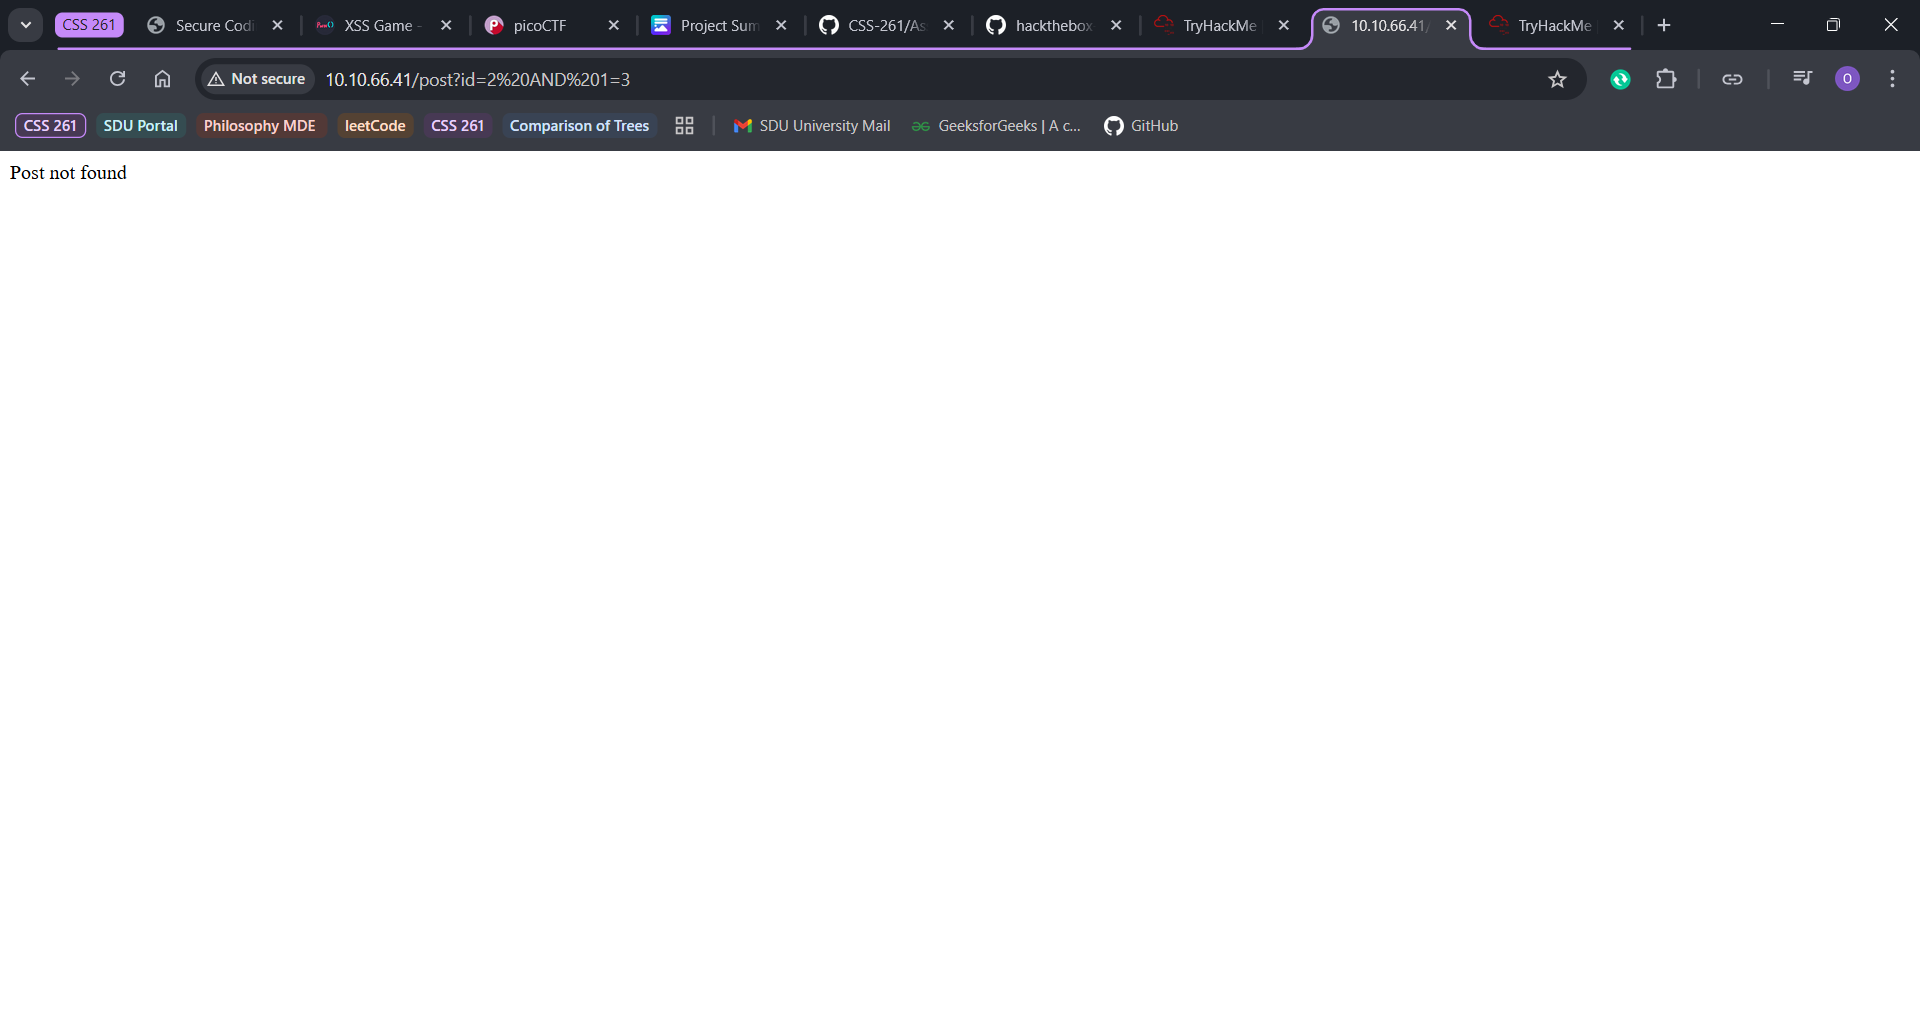 CSS 261 Secure Codi XSS Game - picoCTF Project Sum CSS-261/As hackthebox TryHackMe 10.10.66.41/ TryHackMe
Not secure 10.10.66.41/post?id=2%20AND%201=3 O
CSS 261 SDU Portal Philosophy MDE leetCode CSS 261 Comparison of Trees SDU University Mail GeeksforGeeks | A c... GitHub
Post not found